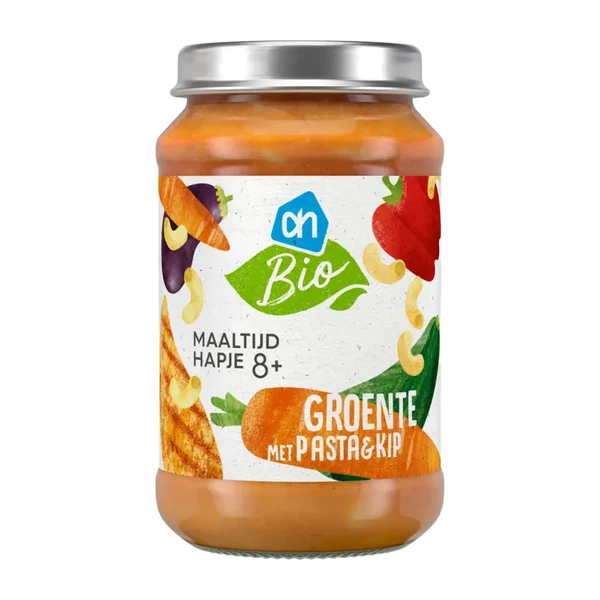 ah
Bio
MAALTIJD
HAPJE 8+
GROENTE
MET PASTA&KIP